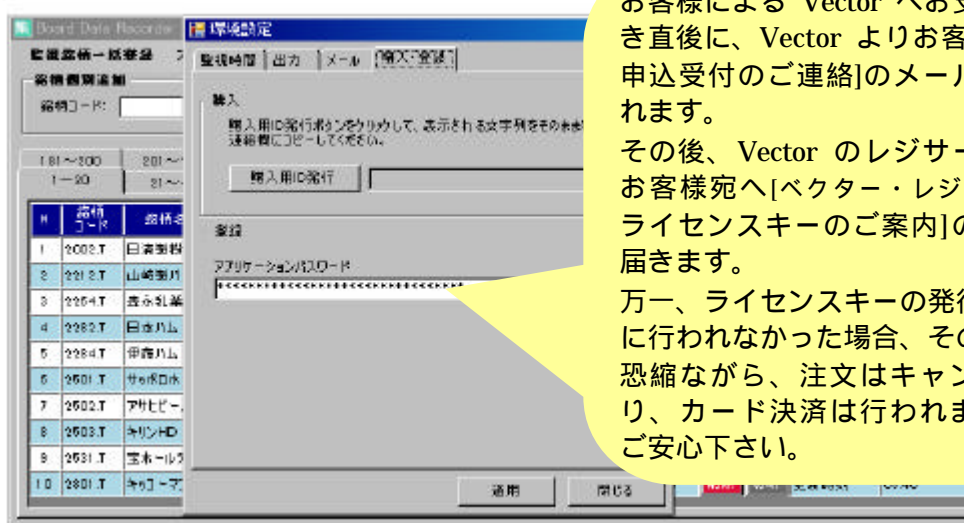 Board Data Recorder
環境設定
監視銘柄一括登録
銘柄個別追加
銘柄コード:
181～200
201～
1－20
21～
監視時間
出力
メール
購入・登録
購入
購入用ID発行ボタンをクリックして、表示される文字列をそのまま
連絡欄にコピーしてください。
購入用ID発行
登録
アプリケーションパスワード
N 銘柄コード 銘柄名
1 2002.T 日清製粉
2 2212.T 山崎製パ
3 2264.T 森永乳業
4 2282.T 日本ハム
5 2284.T 伊藤ハム
6 2501.T サッポロホ
7 2502.T アサヒビー
8 2503.T キリンHD
9 2531.T 宝ホール
10 2801.T キッコーマ
適用
閉じる
お客様による Vector へお支
き直後に、Vector よりお客
申込受付のご連絡]のメール
れます。
その後、Vector のレジサー
お客様宛へ[ベクター・レジ
ライセンスキーのご案内]の
届きます。
万一、ライセンスキーの発行
に行われなかった場合、その
恐縮ながら、注文はキャン
り、カード決済は行われま
ご安心下さい。